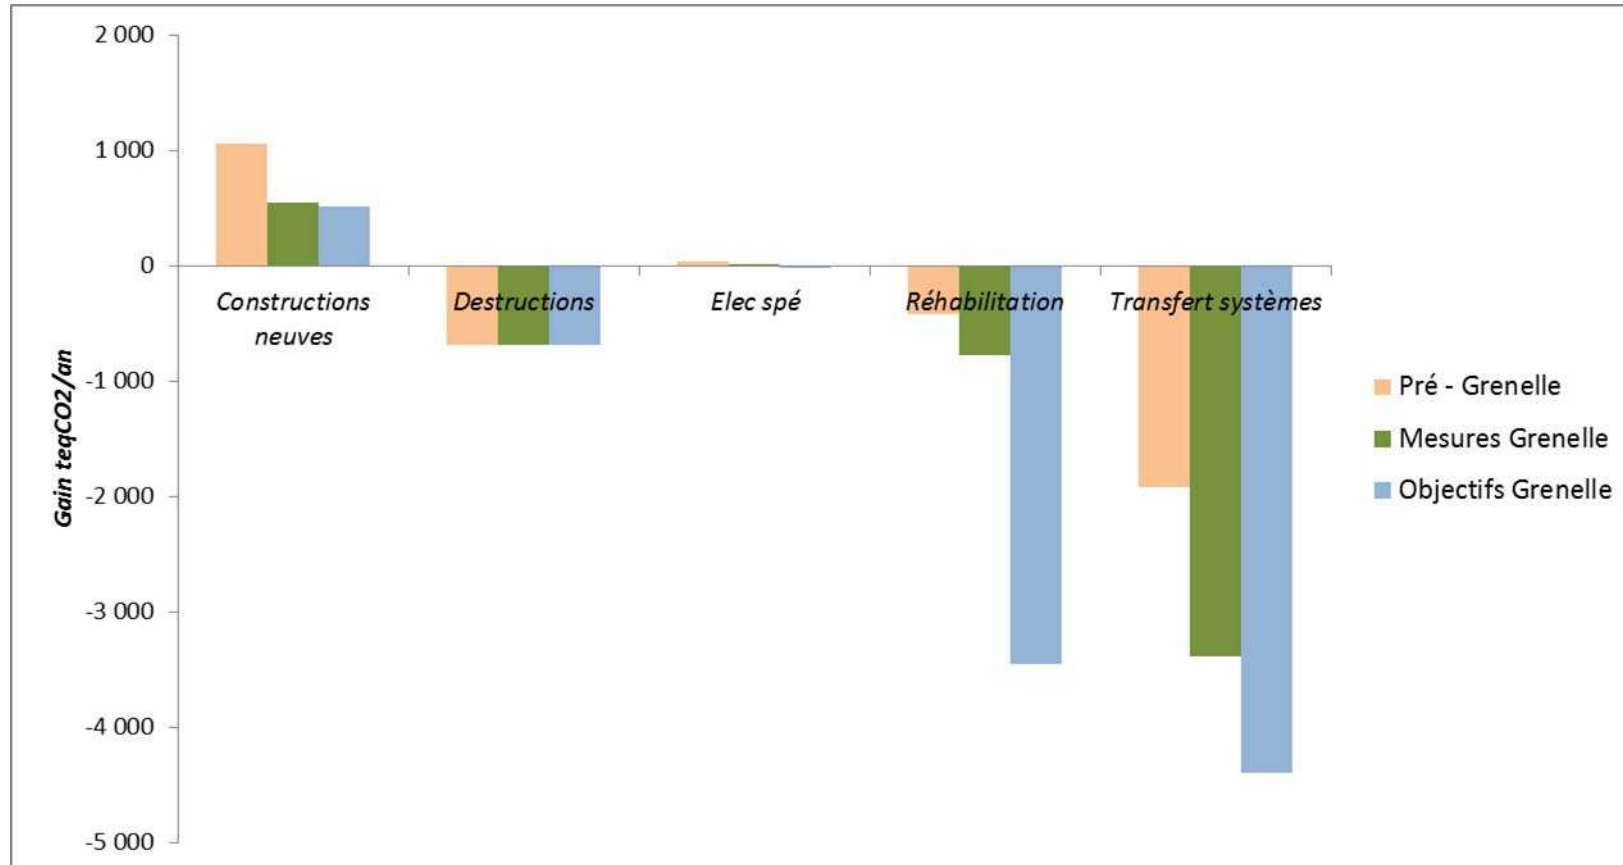 2 000
1 000
0
-1 000
-2 000
-3 000
-4 000
-5 000
Gain teqCO2/an
Constructions
neuves
Destructions
Elec spé
Réhabilitation
Transfert systèmes
Pré - Grenelle
Mesures Grenelle
Objectifs Grenelle